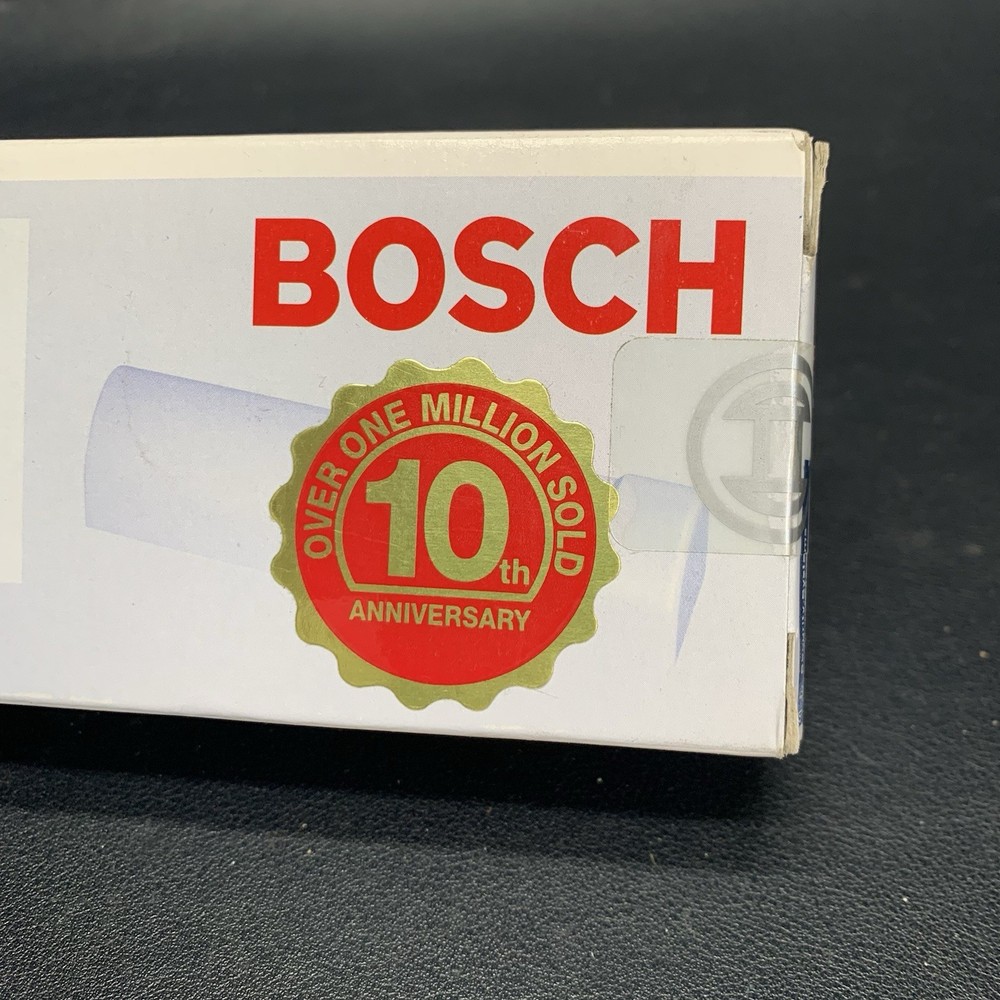 BOSCH
OVER ONE MILLION SOLD
10th
ANNIVERSARY